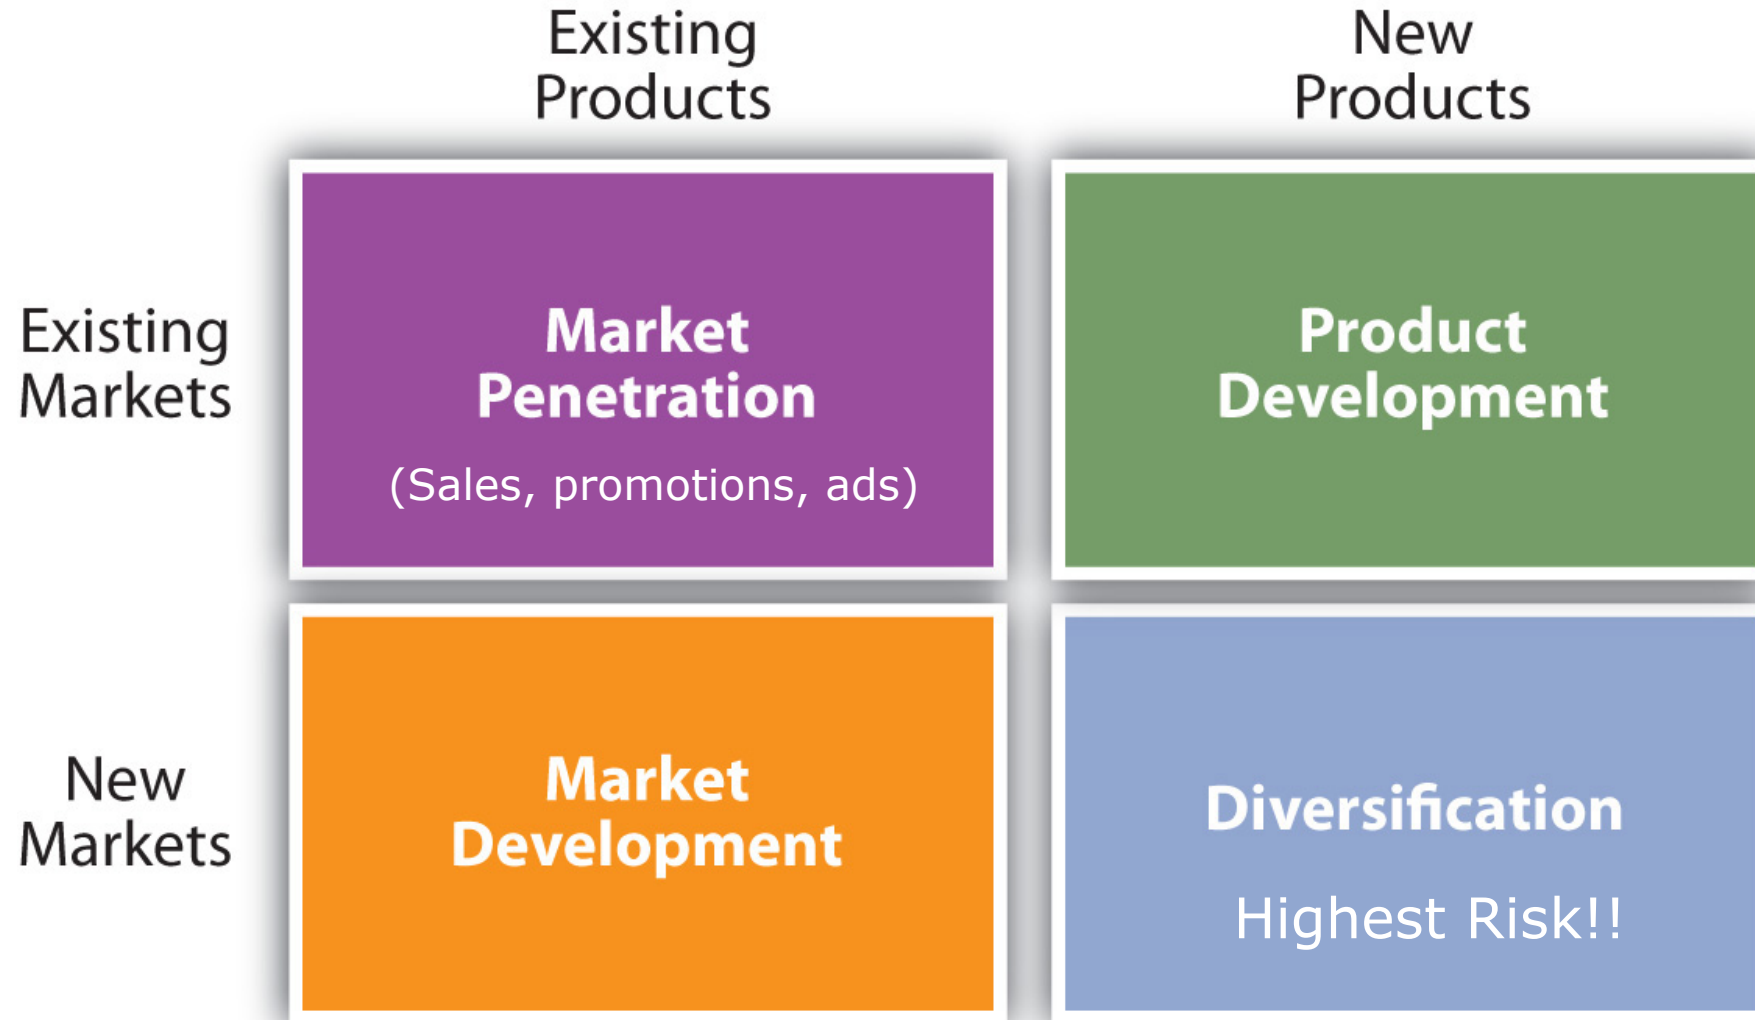 Existing
Products
New
Products
Existing
Markets
Market
Penetration
(Sales, promotions, ads)
Product
Development
New
Markets
Market
Development
Diversification
Highest Risk!!